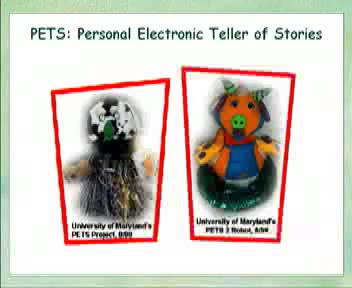 PETS: Personal Electronic Teller of Stories
University of Maryland's
PETS Project, 8/98
University of Maryland's
PETS 2 Robot, 8/99